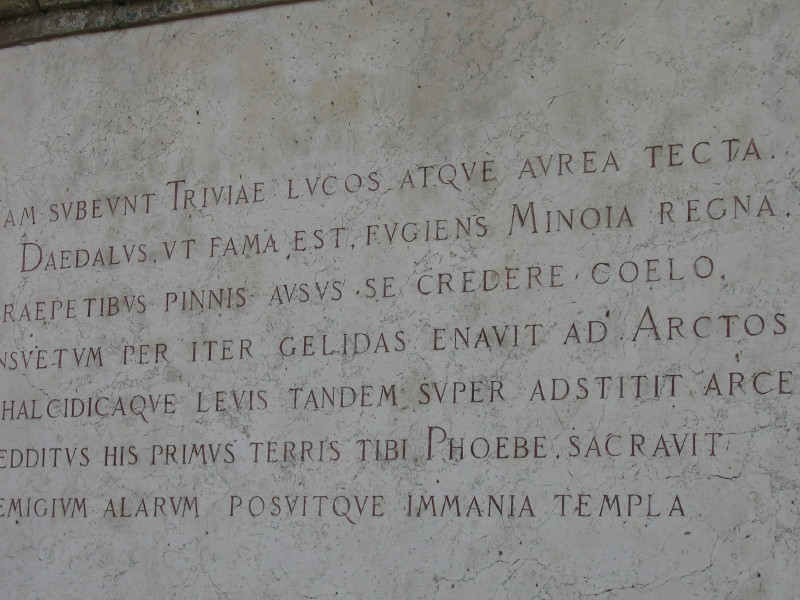 AM SVBEVNT TRIVIAE LVCOS ATQVE AVREA TECTA.
DAEDALVS, VT FAMA EST, FVGIENS MINOIA REGNA,
RAEPETIBVS PINNIS AVSVS SE CREDERE COELO,
NSVETVM PER ITER GELIDAS ENAVIT AD ARCTOS
HALCIDICAQVE LEVIS TANDEM SVPER ADSTITIT ARCE
EDDITVS HIS PRIMVS TERRIS TIBI PHOEBE, SACRAVIT
EMIGIVM ALARVM POSVITQVE IMMANIA TEMPLA